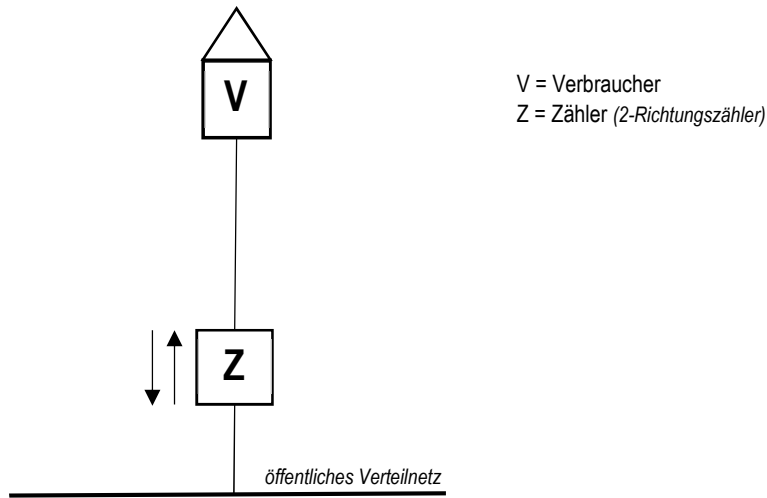 V
V = Verbraucher
Z = Zähler (2-Richtungszähler)
Z
öffentliches Verteilnetz